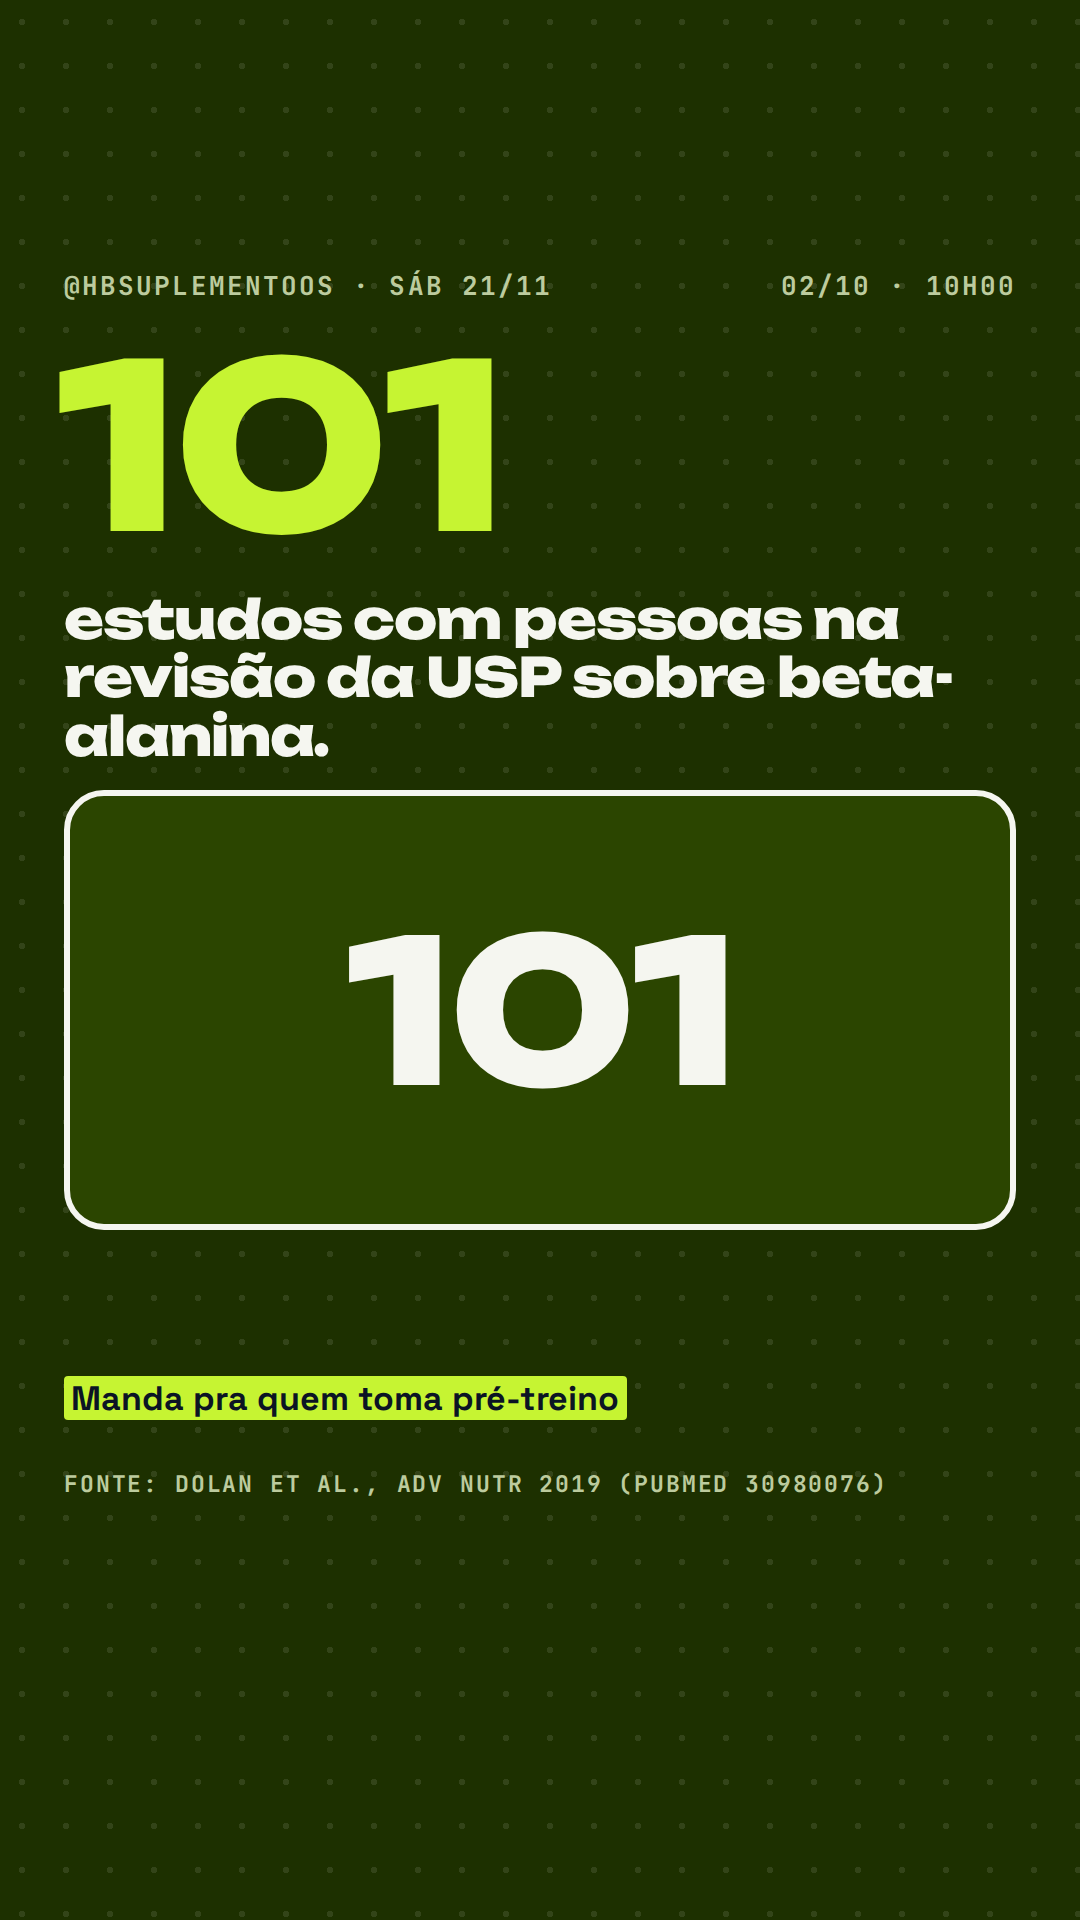 @HBSUPLEMENTOOS · SÁB 21/11
02/10 · 10H00
101
estudos com pessoas na
revisão da USP sobre beta-
alanina.
101
Manda pra quem toma pré-treino
FONTE: DOLAN ET AL., ADV NUTR 2019 (PUBMED 30980076)